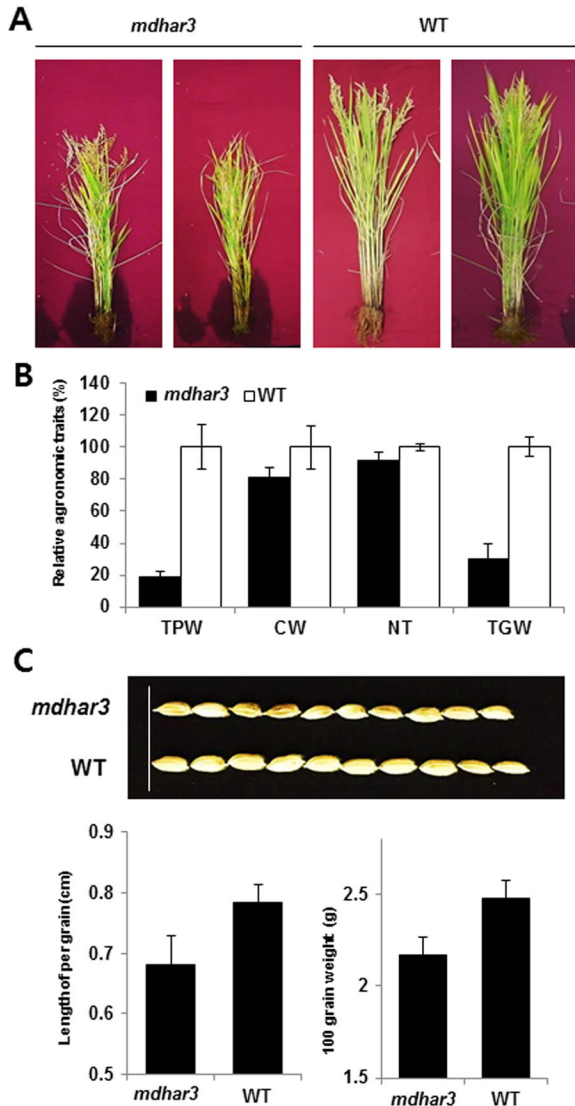 A
mdhar3 WT
B
Relative agronomic traits (%)
140
120
100
80
60
40
20
0
mdhar3 WT
TPW CW NT TGW
C
mdhar3
WT
Length of per grain (cm)
0.9
0.8
0.7
0.6
0.5
mdhar3 WT
100 grain weight (g)
2.5
2
1.5
mdhar3 WT